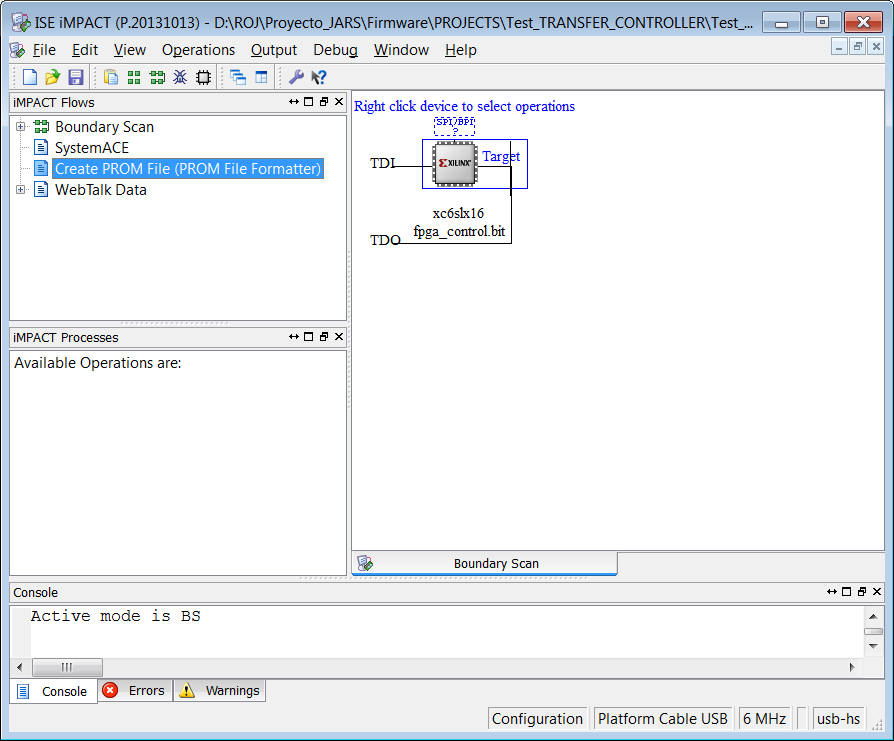 ISE iMPACT (P.20131013) - D:\ROJ\Proyecto_JARS\Firmware\PROJECTS\Test_TRANSFER_CONTROLLER\Test_...
File Edit View Operations Output Debug Window Help
iMPACT Flows
Boundary Scan
SystemACE
Create PROM File (PROM File Formatter)
WebTalk Data
iMPACT Processes
Available Operations are:
Right click device to select operations
SPI/BPI
?
TDI
XILINX
Target
xc6slx16
fpga_control.bit
TDO
Boundary Scan
Console
Active mode is BS
Console Errors Warnings
Configuration Platform Cable USB 6 MHz usb-hs